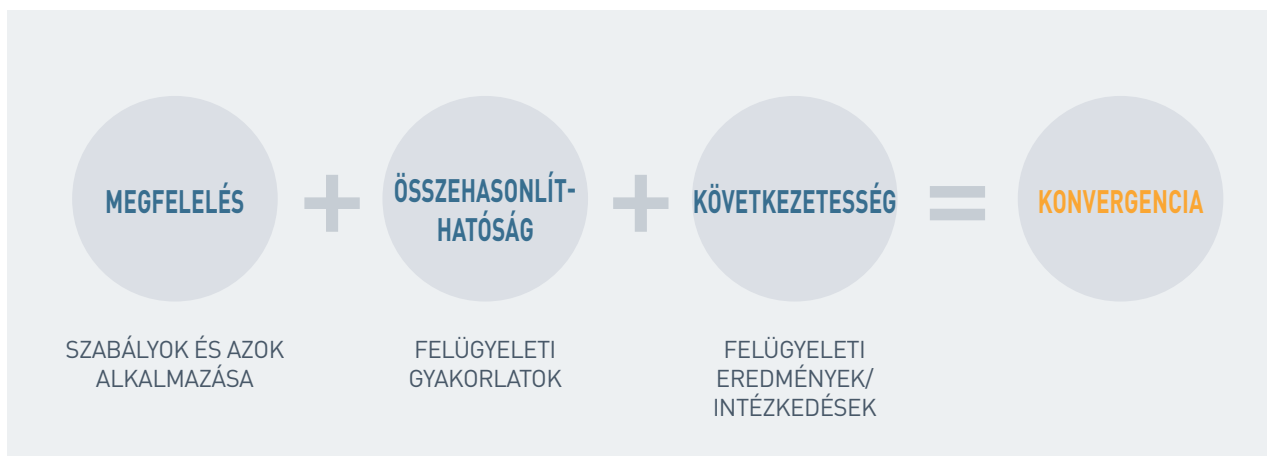 MEGFELELÉS
+
ÖSSZEHASONLÍT-
HATÓSÁG
+
KÖVETKEZETESSÉG
=
KONVERGENCIA
SZABÁLYOK ÉS AZOK
ALKALMAZÁSA
FELÜGYELETI
GYAKORLATOK
FELÜGYELETI
EREDMÉNYEK/
INTÉZKEDÉSEK